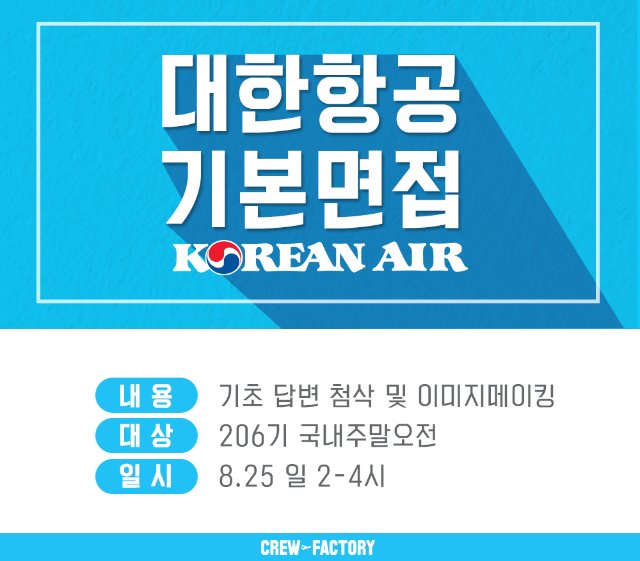 대한항공
기본면접
KOREAN AIR
내용 기초 답변 첨삭 및 이미지메이킹
대상 206기 국내주말오전
일시 8.25 일 2-4시
CREW FACTORY